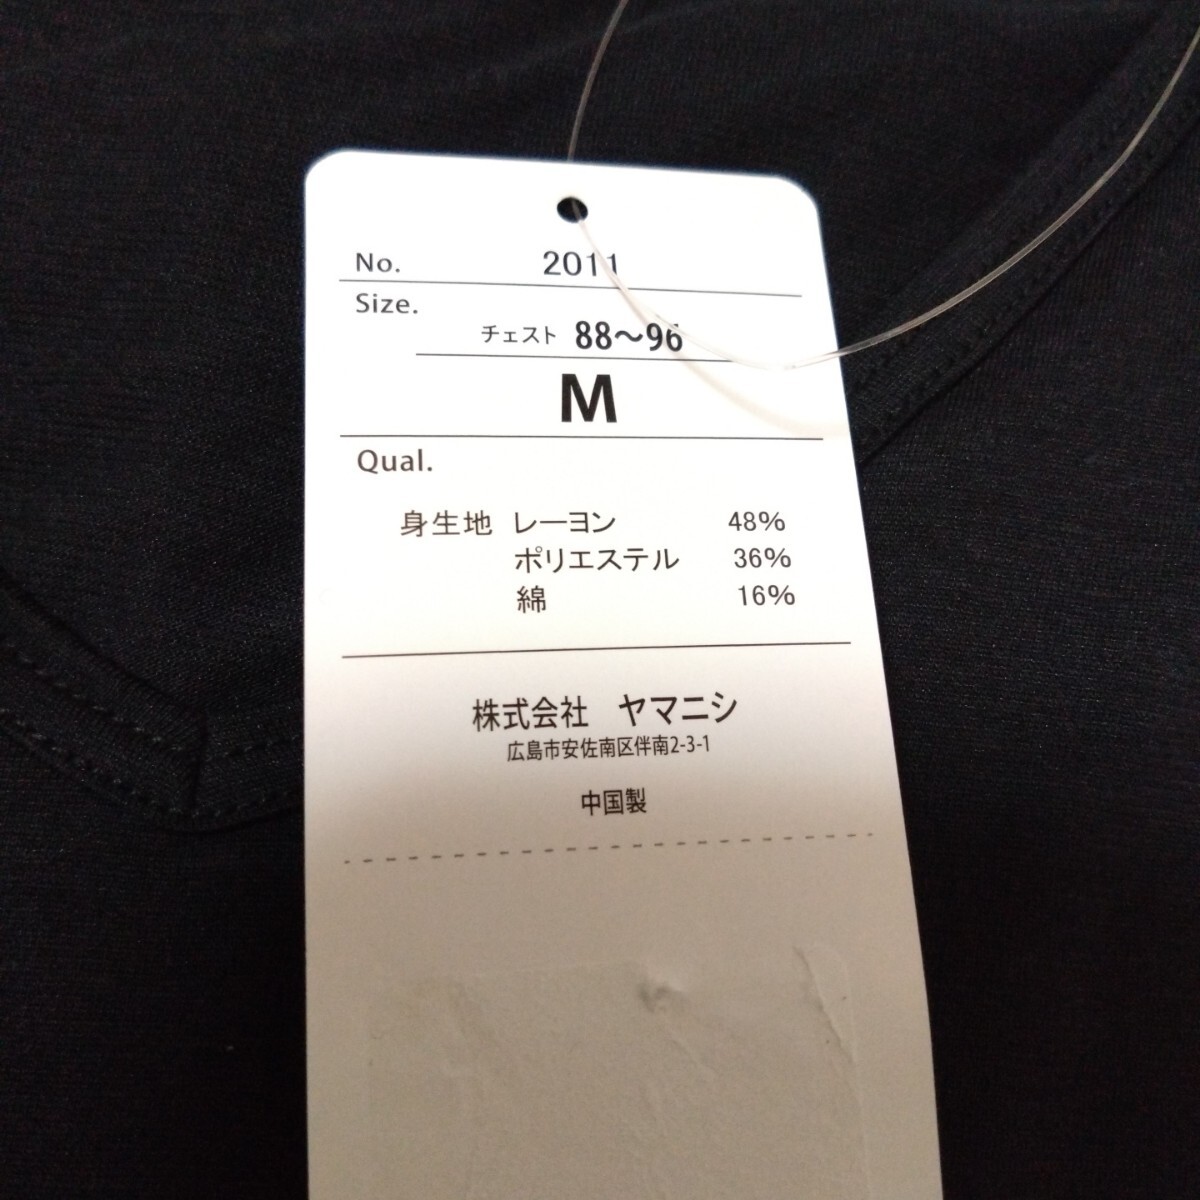 No. 2011
Size.
チェスト 88～96
M
Qual.
身生地 レーヨン 48%
ポリエステル 36%
綿 16%
株式会社 ヤマニシ
広島市安佐南区伴南2-3-1
中国製